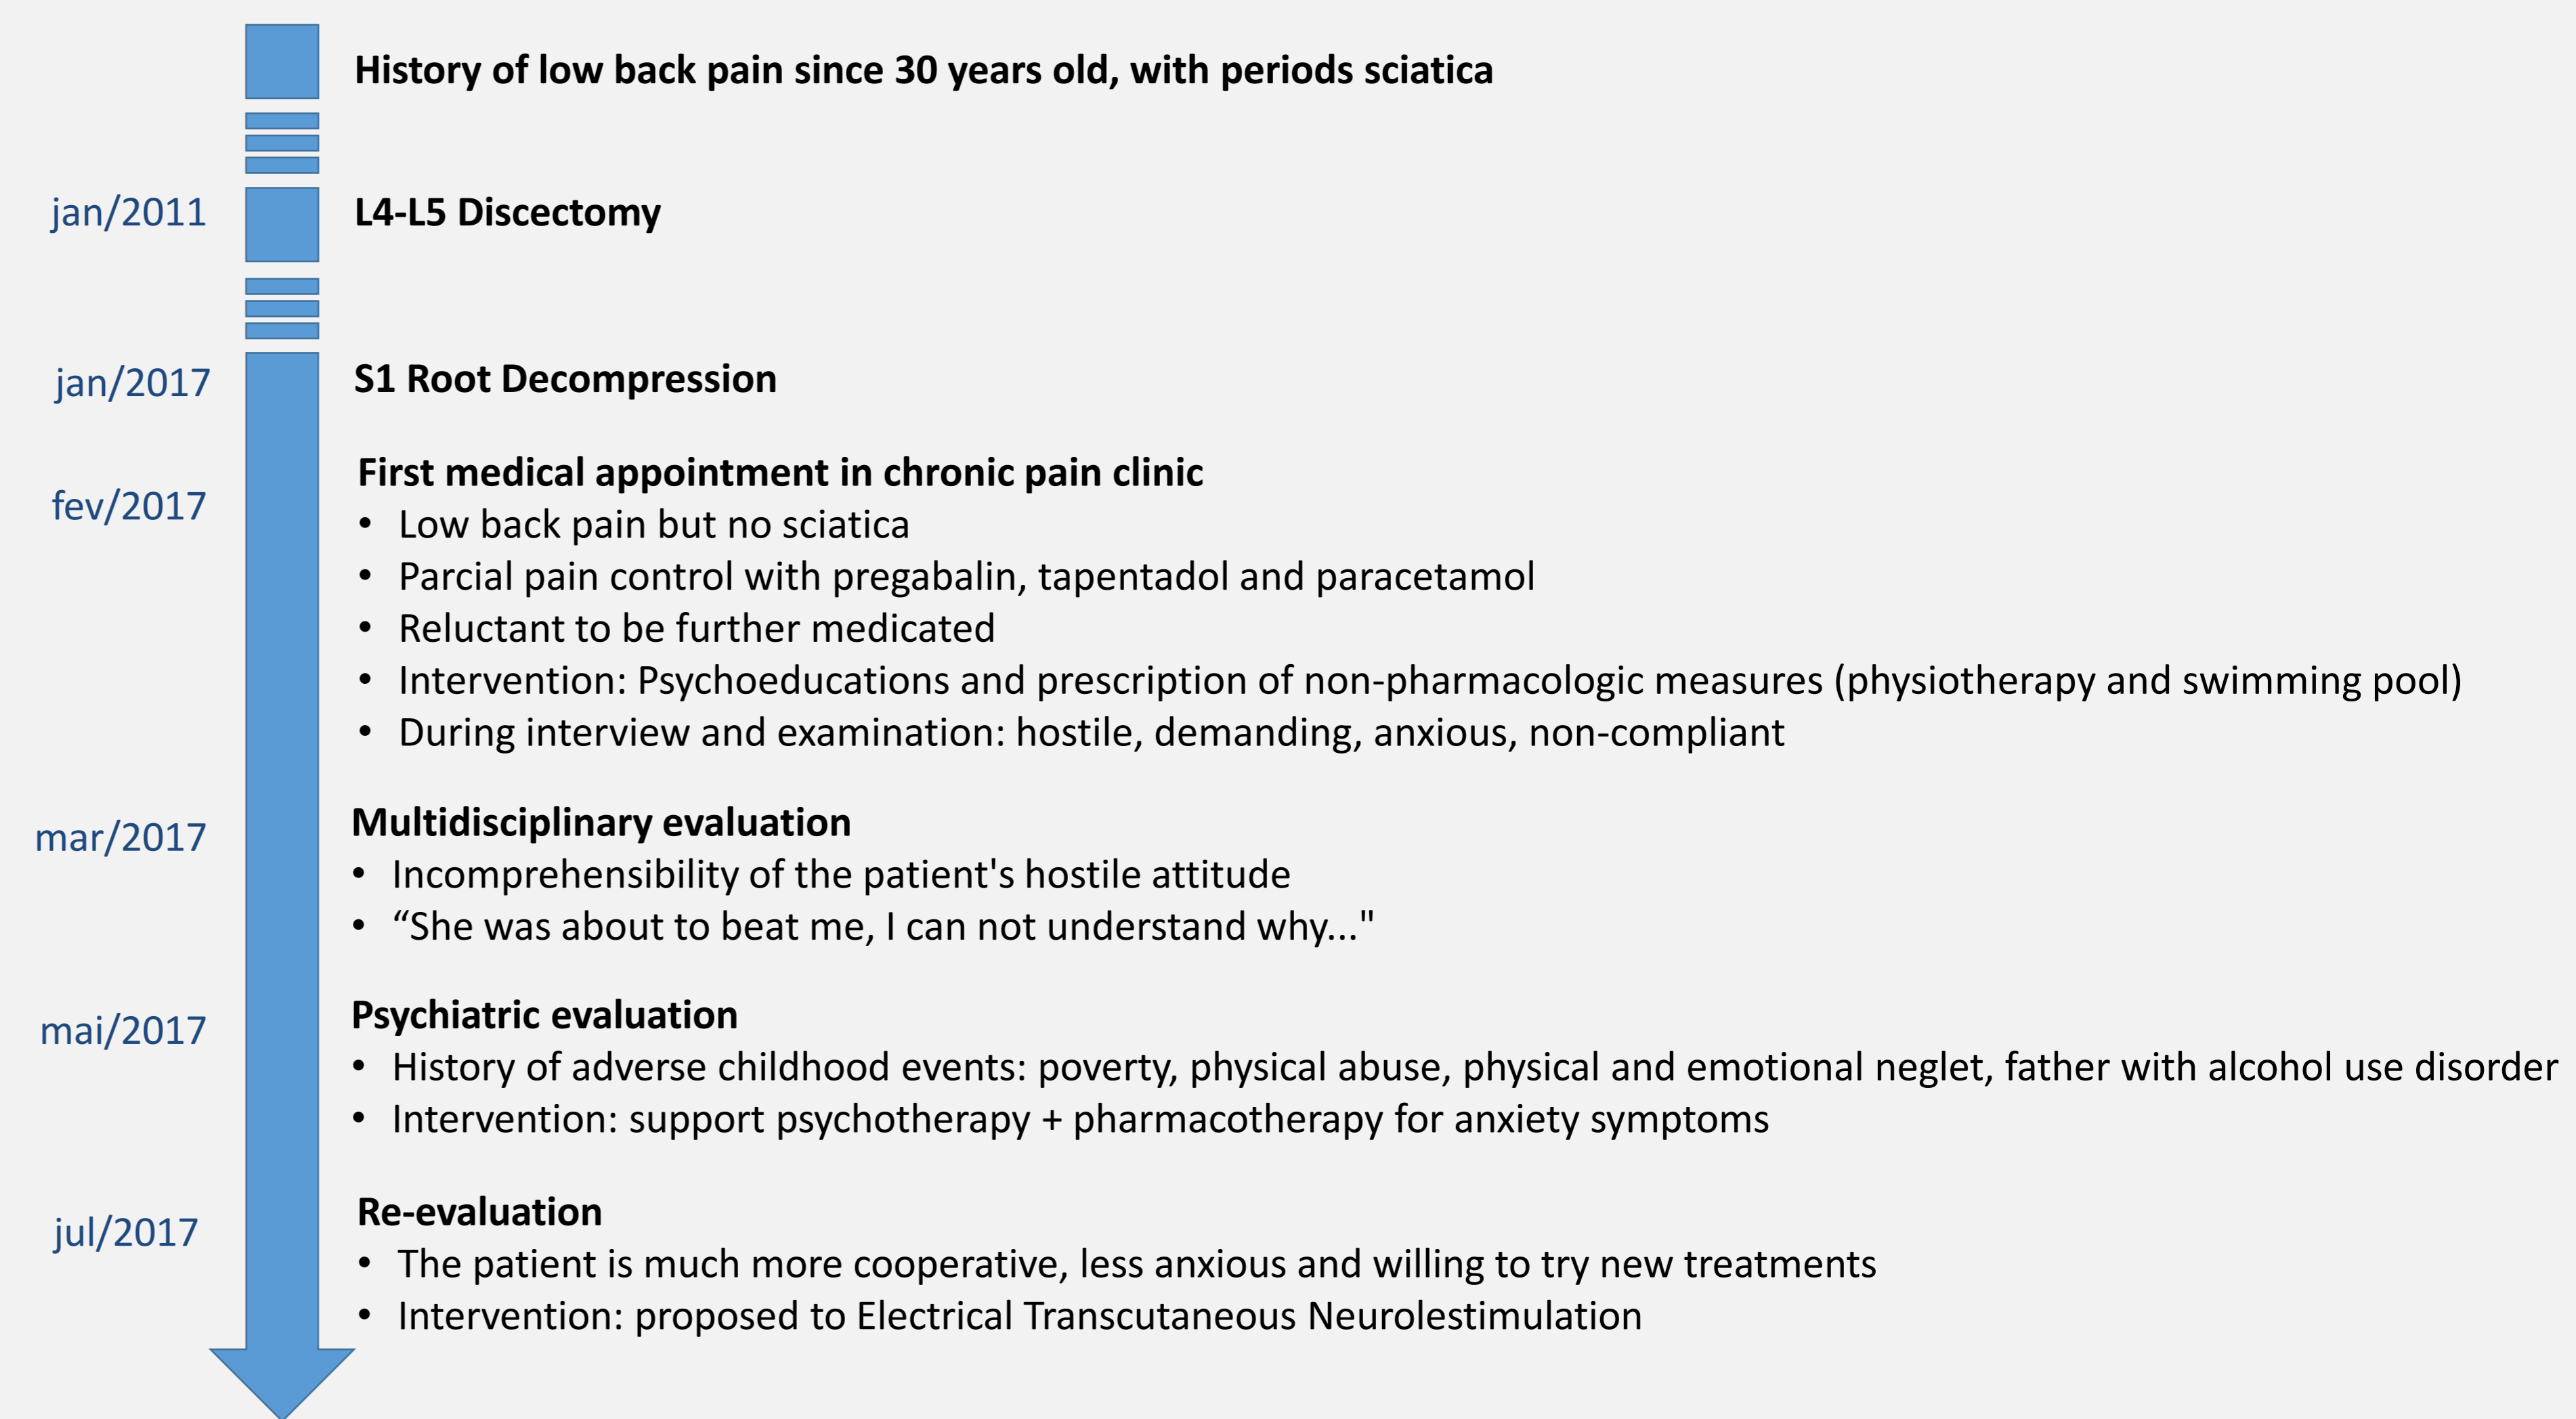 History of low back pain since 30 years old, with periods sciatica
jan/2011
L4-L5 Discectomy
jan/2017
S1 Root Decompression
fev/2017
First medical appointment in chronic pain clinic
• Low back pain but no sciatica
• Parcial pain control with pregabalin, tapentadol and paracetamol
• Reluctant to be further medicated
• Intervention: Psychoeducations and prescription of non-pharmacologic measures (physiotherapy and swimming pool)
• During interview and examination: hostile, demanding, anxious, non-compliant
mar/2017
Multidisciplinary evaluation
• Incomprehensibility of the patient's hostile attitude
• “She was about to beat me, I can not understand why..."
mai/2017
Psychiatric evaluation
• History of adverse childhood events: poverty, physical abuse, physical and emotional neglet, father with alcohol use disorder
• Intervention: support psychotherapy + pharmacotherapy for anxiety symptoms
jul/2017
Re-evaluation
• The patient is much more cooperative, less anxious and willing to try new treatments
• Intervention: proposed to Electrical Transcutaneous Neurolestimulation